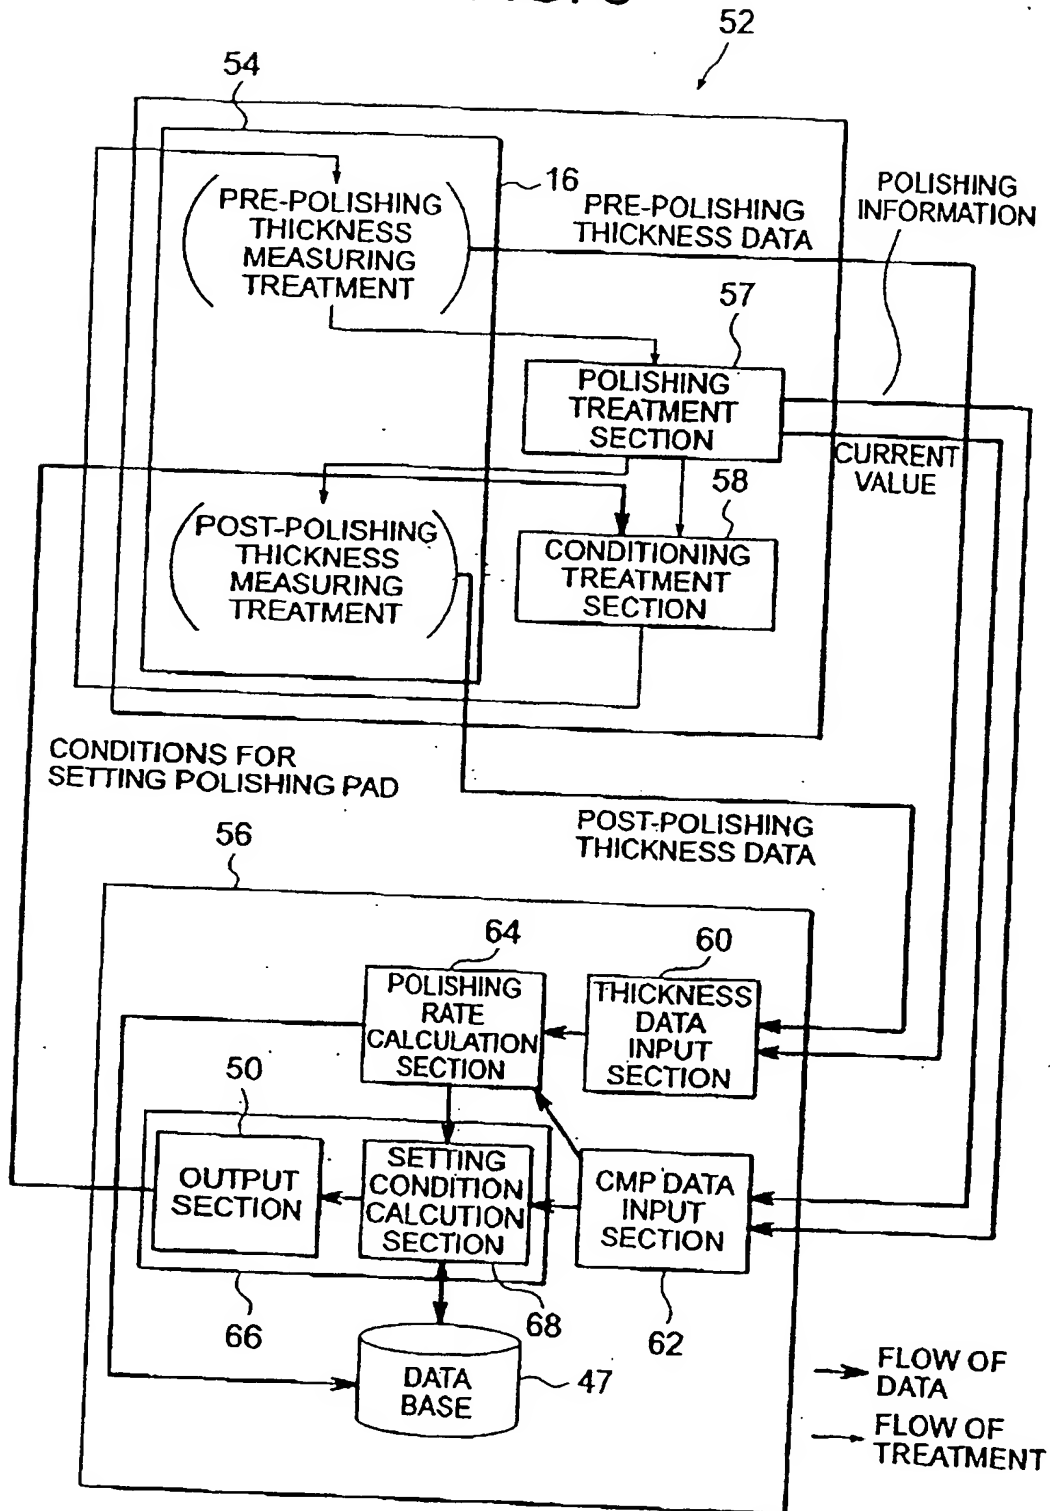 52
54
16
PRE-POLISHING
THICKNESS
MEASURING
TREATMENT
PRE-POLISHING
THICKNESS DATA
POLISHING
INFORMATION
57
POLISHING
TREATMENT
SECTION
CURRENT
VALUE
58
POST-POLISHING
THICKNESS
MEASURING
TREATMENT
CONDITIONING
TREATMENT
SECTION
CONDITIONS FOR
SETTING POLISHING PAD
POST-POLISHING
THICKNESS DATA
56
64
60
POLISHING
RATE
CALCULATION
SECTION
THICKNESS
DATA
INPUT
SECTION
50
OUTPUT
SECTION
SETTING
CONDITION
CALCUTION
SECTION
CMP DATA
INPUT
SECTION
66
68
62
DATA
BASE
47
FLOW OF
DATA
FLOW OF
TREATMENT